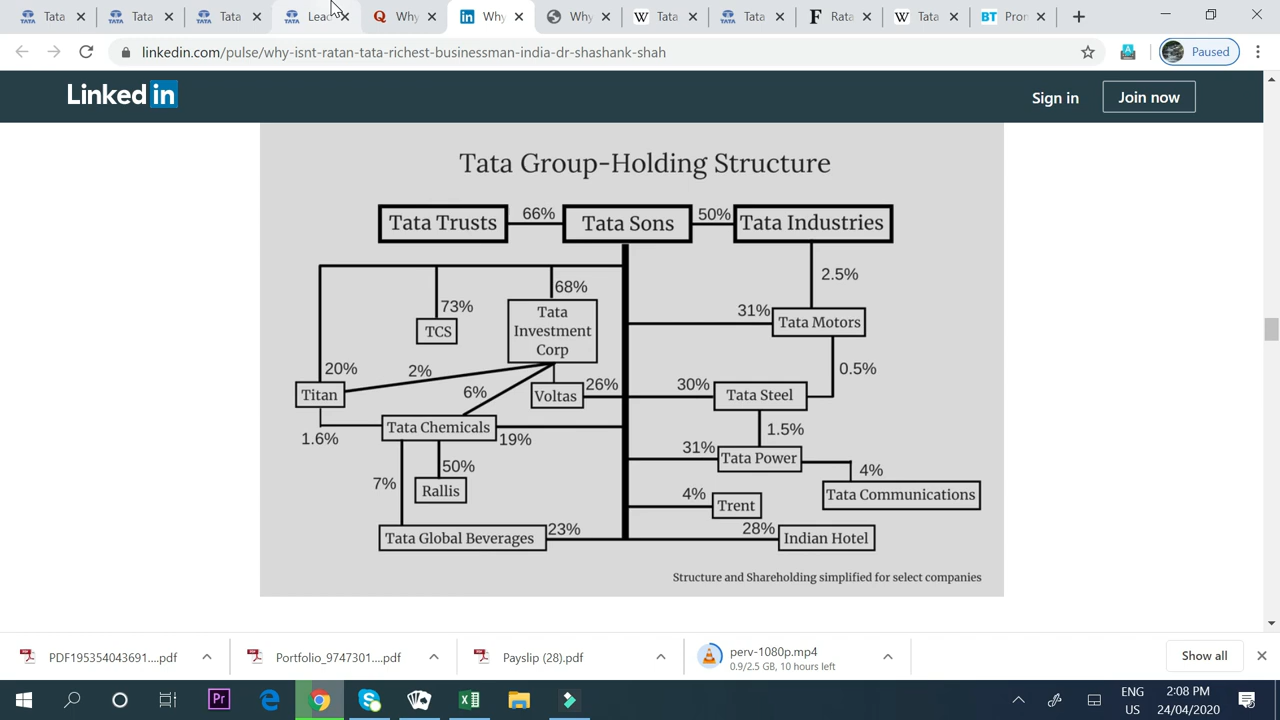 Tata
Tata
Tata
Lea
Why
Why
Why
Tata
Tata
Rata
Tata
Pron
linkedin.com/pulse/why-isnt-ratan-tata-richest-businessman-india-dr-shashank-shah
Paused
Linked in
Sign in
Join now
Tata Group-Holding Structure
Tata Trusts
66%
Tata Sons
50%
Tata Industries
2.5%
68%
73%
TCS
Tata
Investment
Corp
31%
Tata Motors
20%
2%
0.5%
Titan
6%
Voltas
26%
30%
Tata Steel
1.6%
Tata Chemicals
19%
1.5%
50%
7%
Rallis
31%
Tata Power
4%
Tata Communications
4%
Trent
Tata Global Beverages
23%
28%
Indian Hotel
Structure and Shareholding simplified for select companies
PDF195354043691....pdf
Portfolio_9747301....pdf
Payslip (28).pdf
perv-1080p.mp4
0.9/2.5 GB, 10 hours left
Show all
Pr
ENG
US
2:08 PM
24/04/2020